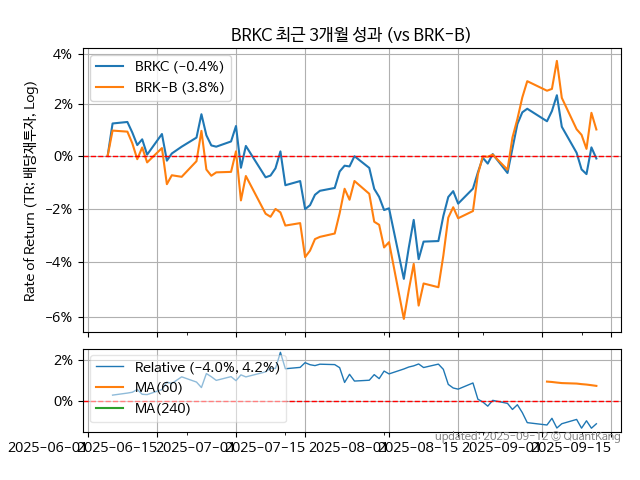 BRKC 최근 3개월 성과 (vs BRK-B)
Rate of Return (TR: 배당재투자, Log)
4%
2%
0%
−2%
−4%
−6%
BRKC (-0.4%)
BRK-B (3.8%)
2%
0%
Relative (-4.0%, 4.2%)
MA(60)
MA(240)
updated: 2025-09-12 © QuantKang
2025-06-01
2025-06-15
2025-07-01
2025-07-15
2025-08-01
2025-08-15
2025-09-01
2025-09-15